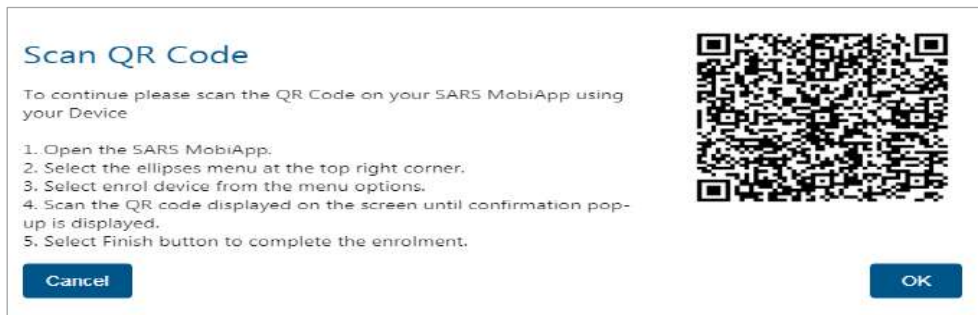 Scan QR Code
To continue please scan the QR Code on your SARS MobiApp using
your Device
1. Open the SARS MobiApp.
2. Select the ellipses menu at the top right corner.
3. Select enrol device from the menu options.
4. Scan the QR code displayed on the screen until confirmation pop-
up is displayed.
5. Select Finish button to complete the enrolment.
Cancel
OK